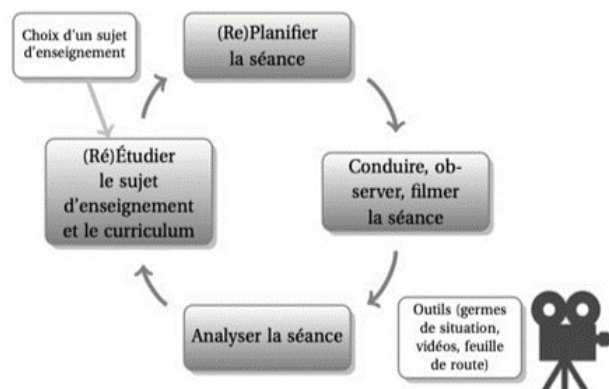 Choix d'un sujet
d'enseignement
(Re)Planifier
la séance
(Ré)Étudier
le sujet
d'enseignement
et le curriculum
Conduire, ob-
server, filmer
la séance
Analyser la séance
Outils (germes
de situation,
vidéos, feuille
de route)